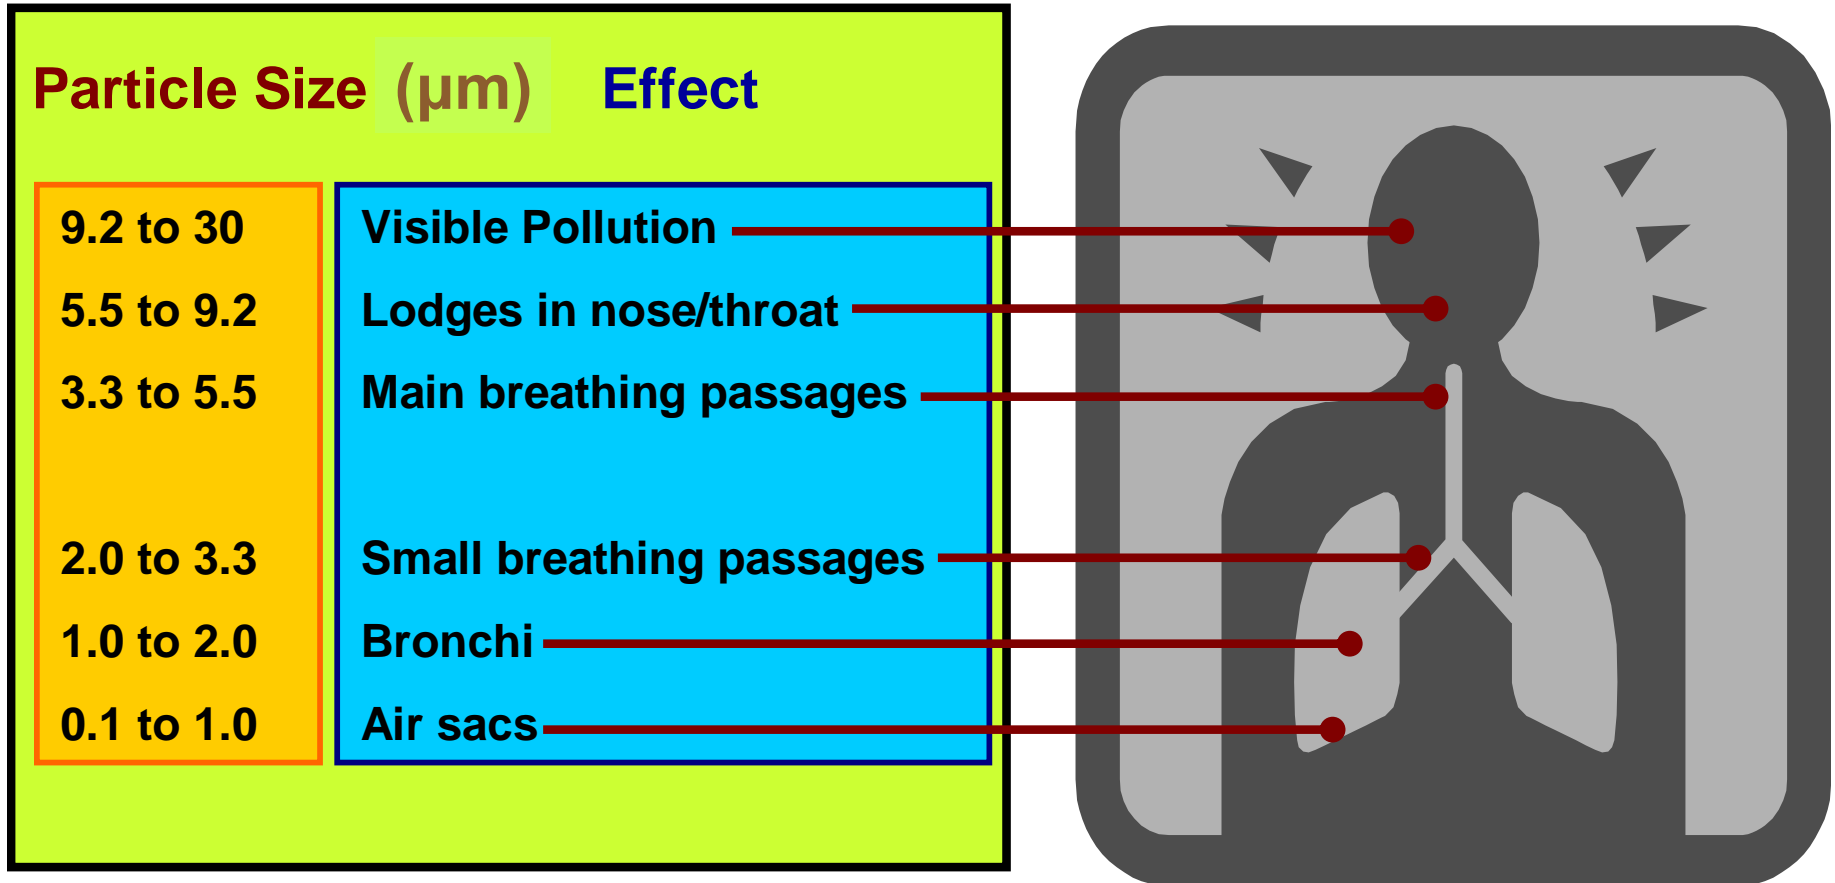 Particle Size (µm) Effect
9.2 to 30 Visible Pollution
5.5 to 9.2 Lodges in nose/throat
3.3 to 5.5 Main breathing passages
2.0 to 3.3 Small breathing passages
1.0 to 2.0 Bronchi
0.1 to 1.0 Air sacs